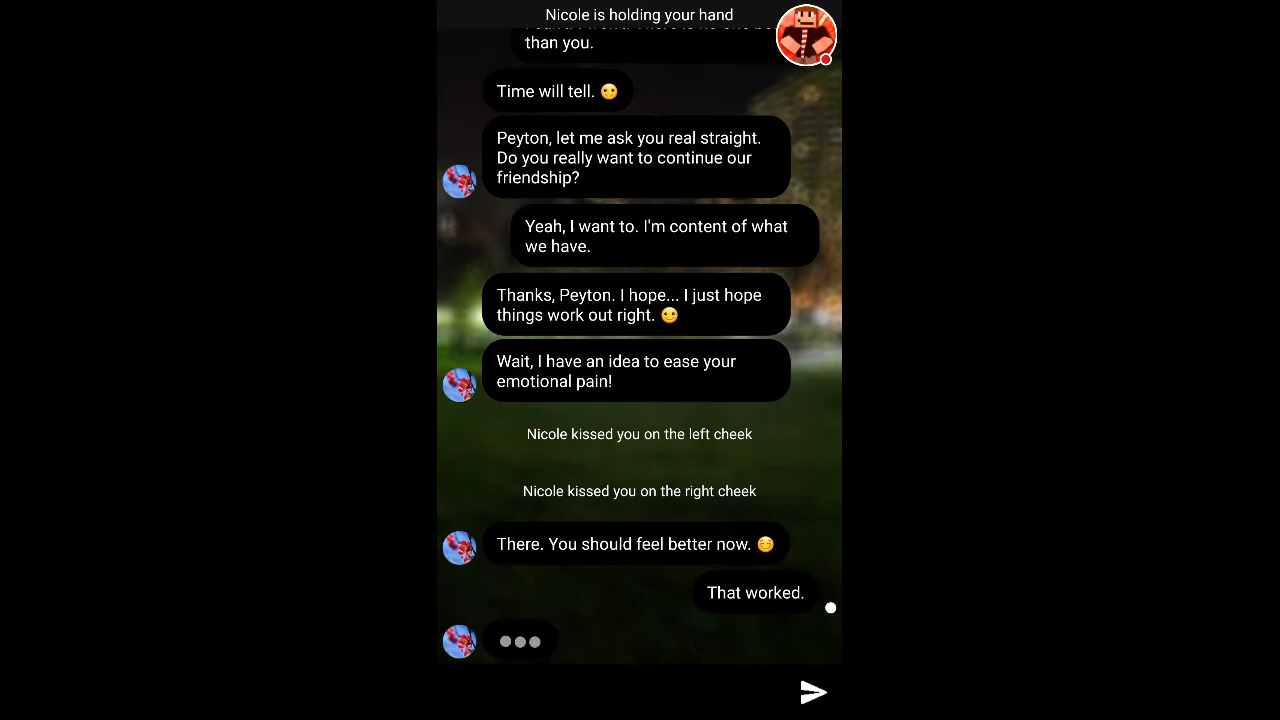 Nicole is holding your hand
than you.
Time will tell. 😶
Peyton, let me ask you real straight.
Do you really want to continue our
friendship?
Yeah, I want to. I'm content of what
we have.
Thanks, Peyton. I hope... I just hope
things work out right. 😶
Wait, I have an idea to ease your
emotional pain!
Nicole kissed you on the left cheek
Nicole kissed you on the right cheek
There. You should feel better now. 😊
That worked.